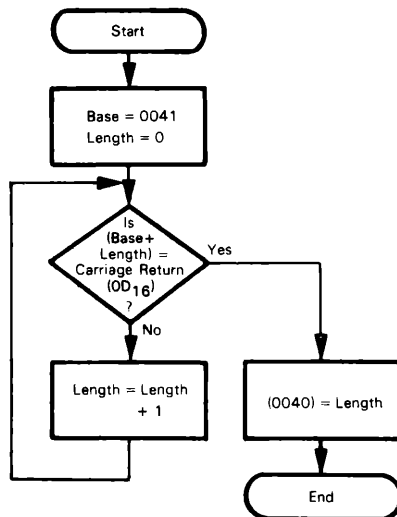 Start
Base = 0041
Length = 0
Is
(Base+
Length) =
Carriage Return
(0D16)
?
Yes
No
Length = Length
+ 1
(0040) = Length
End